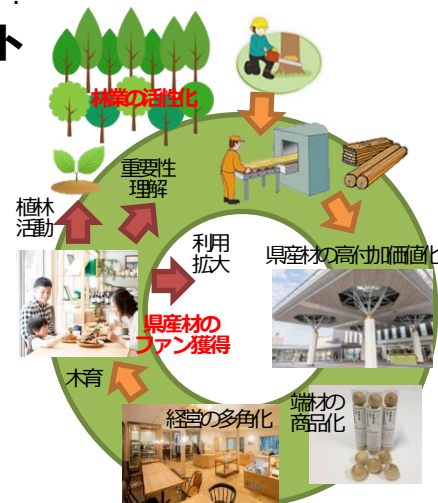 ト
林業の活性化
重要性
理解
植林
活動
利用
拡大
県産材の高付加価値化
県産材の
ファン獲得
木育
経営の多角化
端材の
商品化